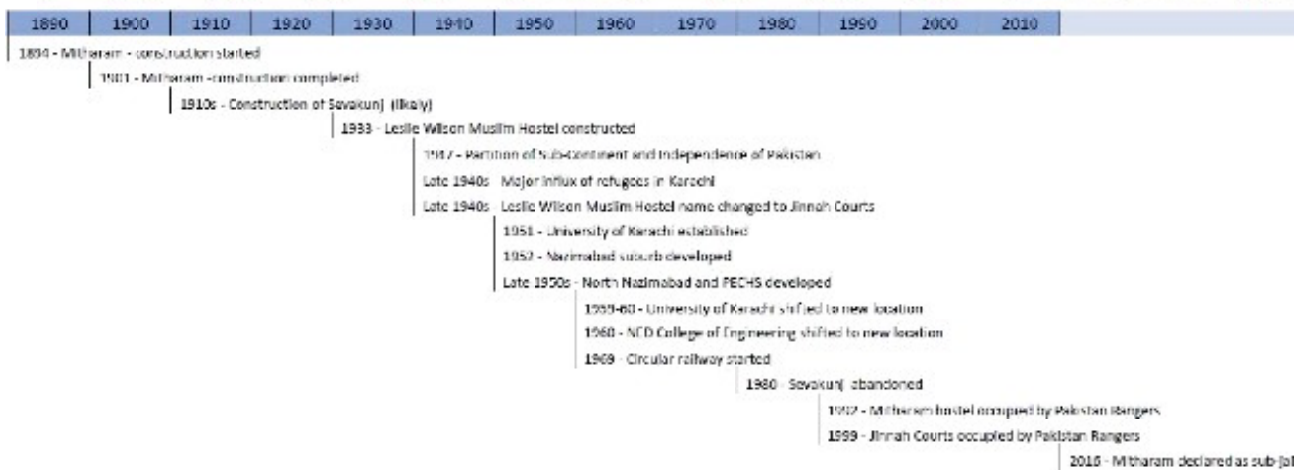 1890 1900 1910 1920 1930 1940 1950 1960 1970 1980 1990 2000 2010
1894 - Mitharam - construction started
1901 - Mitharam -construction completed
1910s - Construction of Sevakunj (likely)
1933 - Leslie Wilson Muslim Hostel constructed
1947 - Partition of Sub-Continent and Independence of Pakistan
Late 1940s - Major influx of refugees in Karachi
Late 1940s - Leslie Wilson Muslim Hostel name changed to Jinnah Courts
1951 - University of Karachi established
1952 - Nazimabad suburb developed
Late 1950s - North Nazimabad and PECHS developed
1959-60 - University of Karachi shifted to new location
1960 - NED College of Engineering shifted to new location
1969 - Circular railway started
1980 - Sevakunj abandoned
1992 - Mitharam hostel occupied by Pakistan Rangers
1999 - Jinnah Courts occupied by Pakistan Rangers
2016 - Mitharam declared as sub-jail